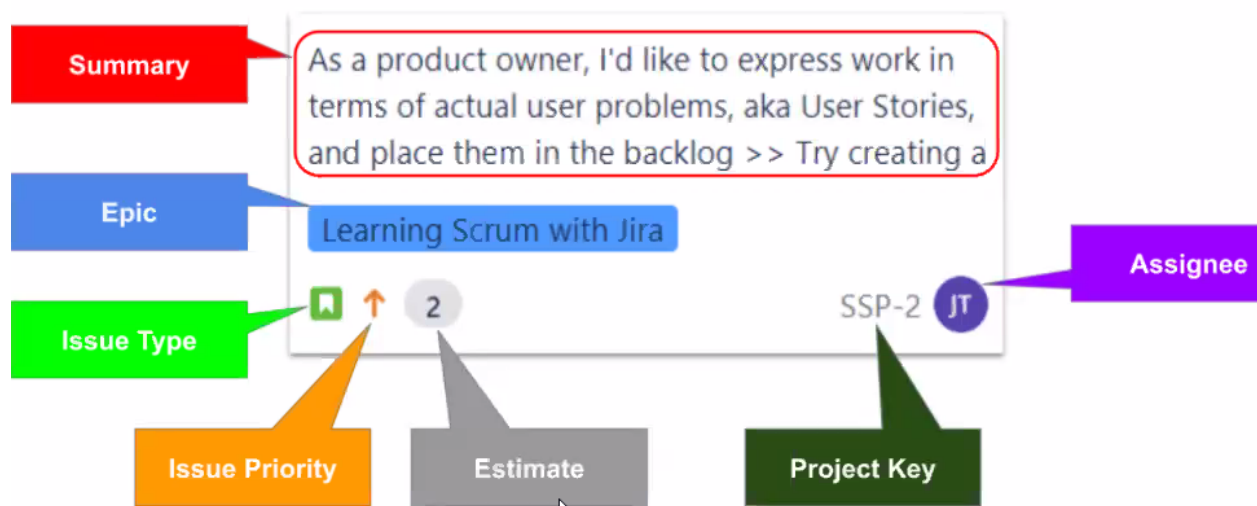 Summary
As a product owner, I'd like to express work in
terms of actual user problems, aka User Stories,
and place them in the backlog >> Try creating a
Epic
Learning Scrum with Jira
Assignee
Issue Type
2
SSP-2
JT
Issue Priority
Estimate
Project Key